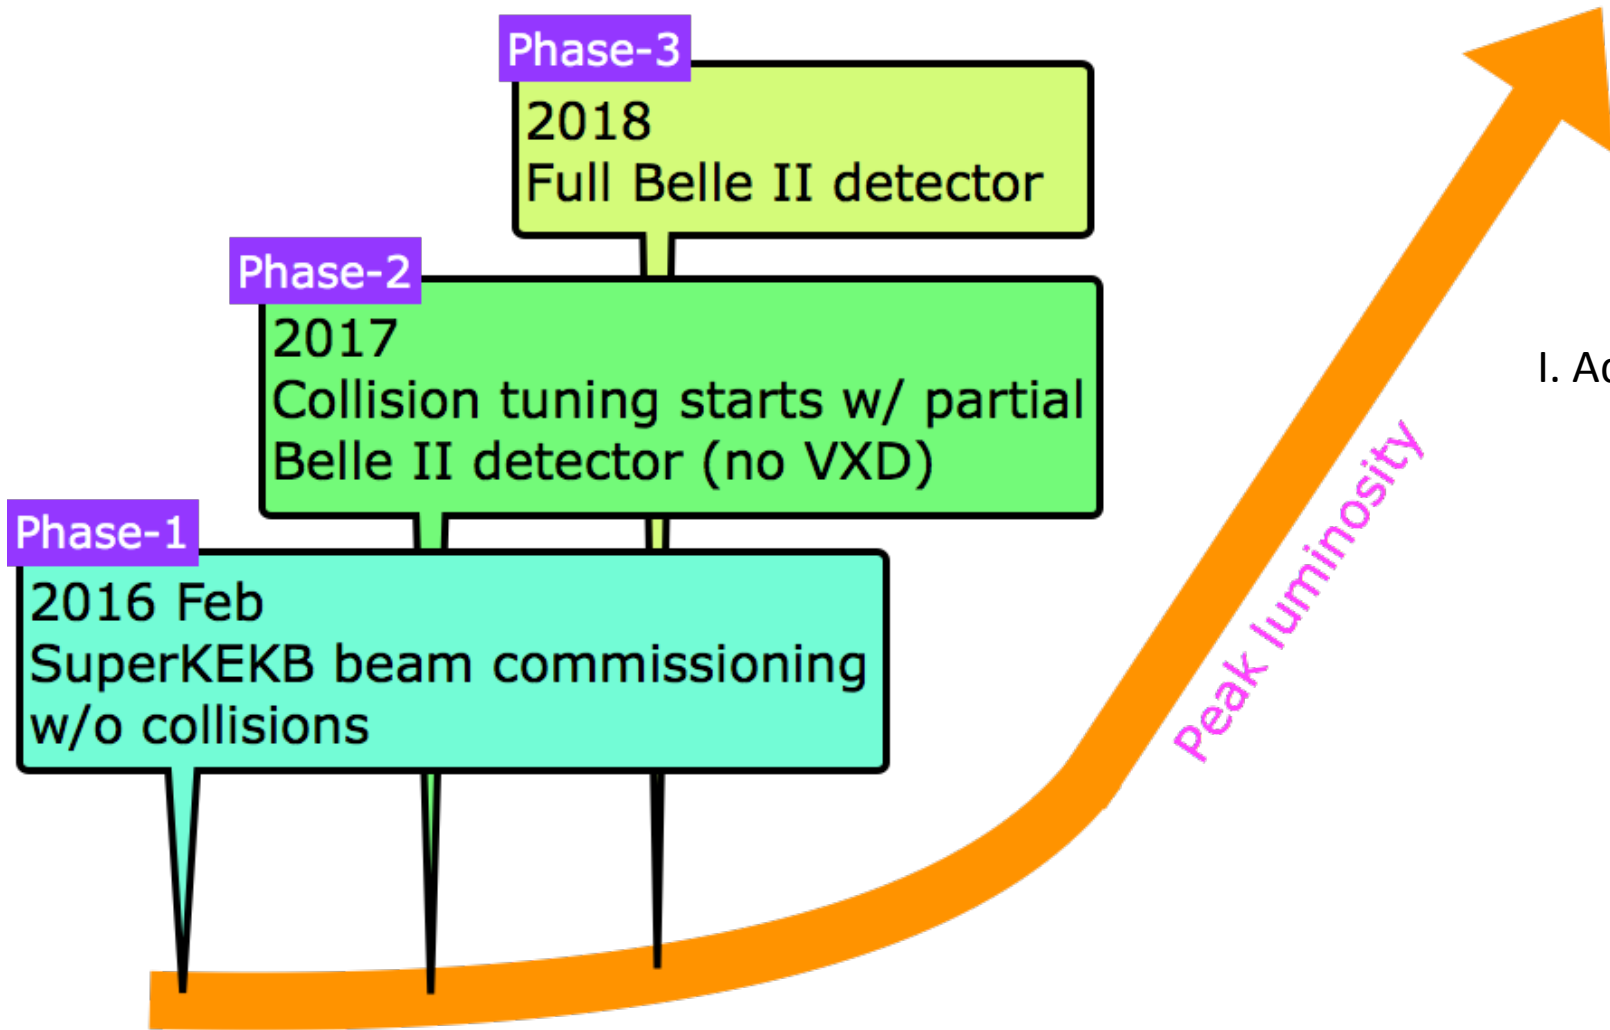 Phase-3
2018
Full Belle II detector
Phase-2
2017
Collision tuning starts w/ partial
Belle II detector (no VXD)
Phase-1
2016 Feb
SuperKEKB beam commissioning
w/o collisions
Peak luminosity
I.